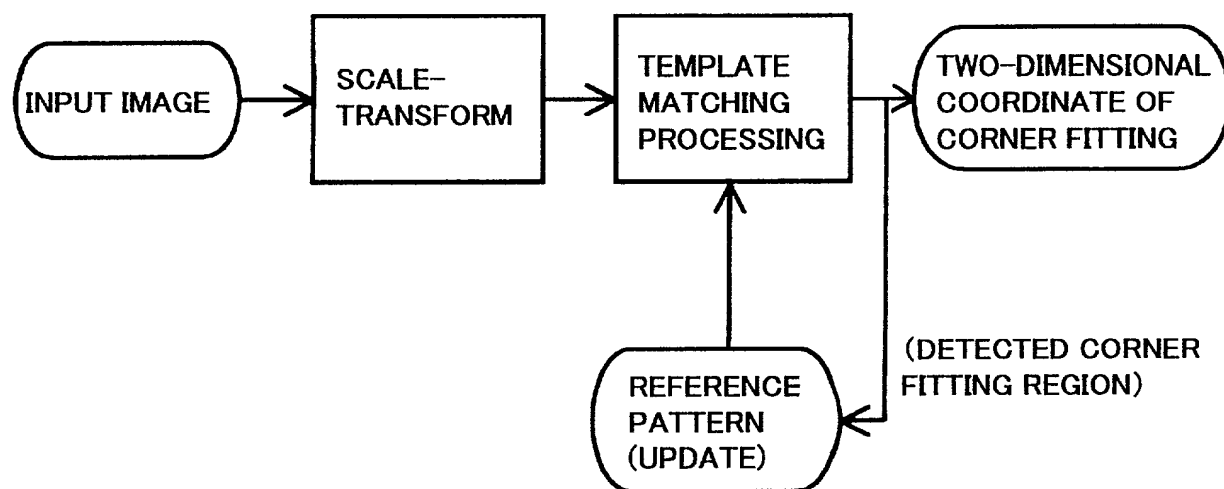 INPUT IMAGE
SCALE-
TRANSFORM
TEMPLATE
MATCHING
PROCESSING
TWO-DIMENSIONAL
COORDINATE OF
CORNER FITTING
(DETECTED CORNER
FITTING REGION)
REFERENCE
PATTERN
(UPDATE)